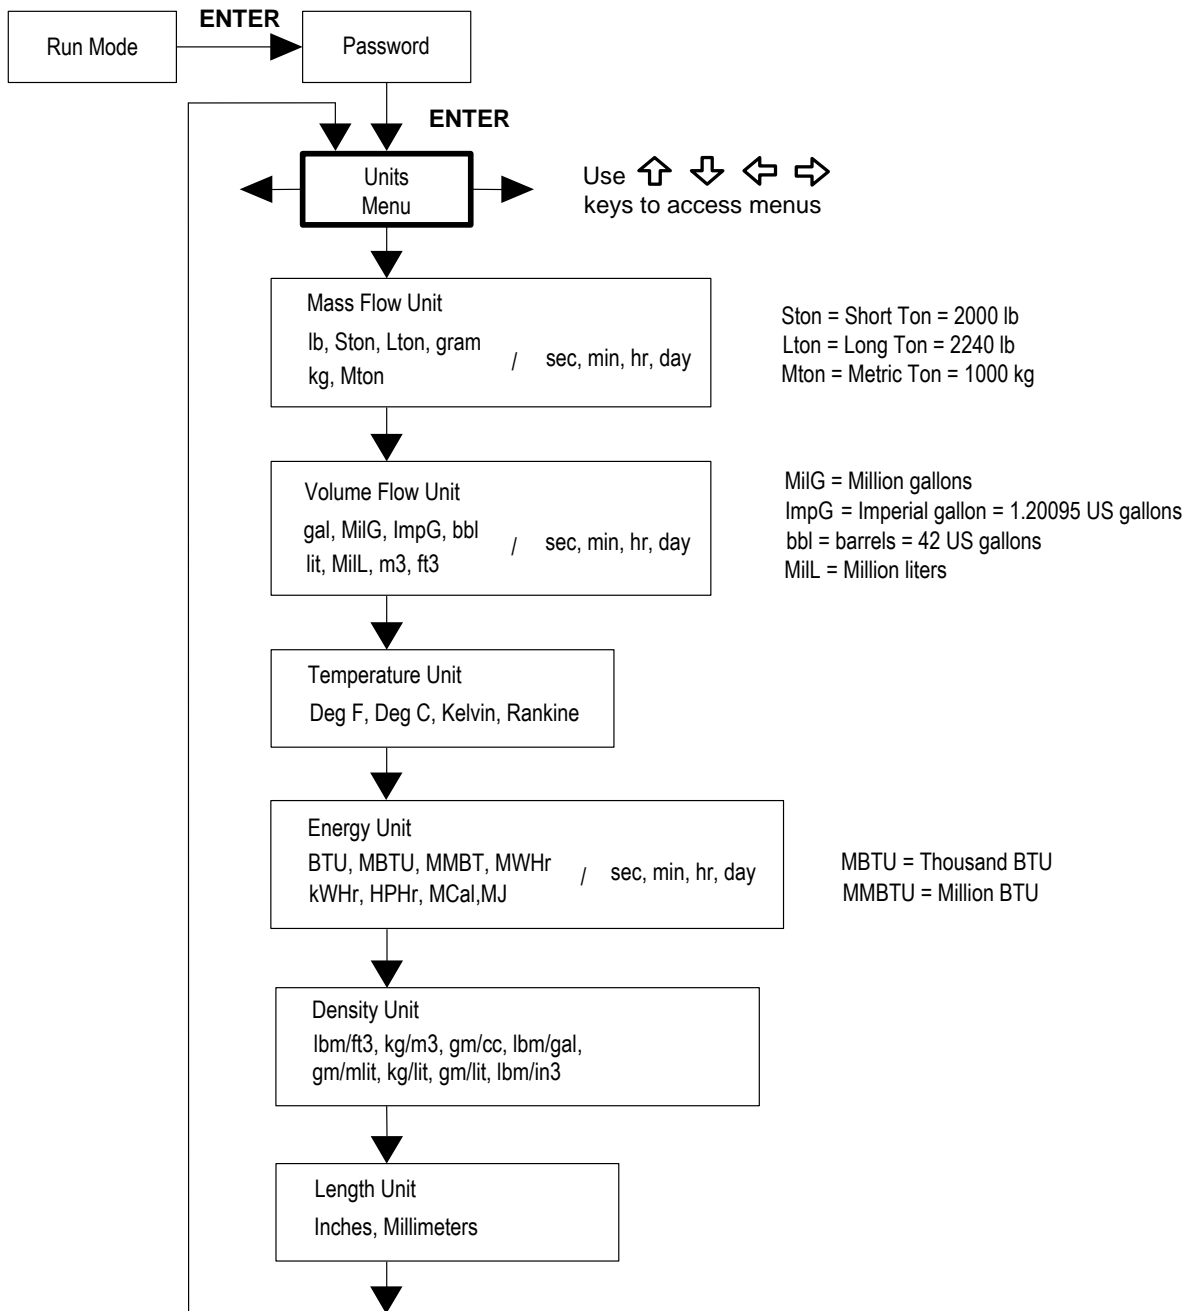 ENTER
Run Mode
Password
ENTER
Units
Menu
Use
keys to access menus
Mass Flow Unit
lb, Ston, Lton, gram
kg, Mton
/ sec, min, hr, day
Ston = Short Ton = 2000 lb
Lton = Long Ton = 2240 lb
Mton = Metric Ton = 1000 kg
Volume Flow Unit
gal, MilG, ImpG, bbl
lit, MilL, m3, ft3
/ sec, min, hr, day
MilG = Million gallons
ImpG = Imperial gallon = 1.20095 US gallons
bbl = barrels = 42 US gallons
MilL = Million liters
Temperature Unit
Deg F, Deg C, Kelvin, Rankine
Energy Unit
BTU, MBTU, MMBT, MWHr
kWHr, HPHr, MCal,MJ
/ sec, min, hr, day
MBTU = Thousand BTU
MMBTU = Million BTU
Density Unit
lbm/ft3, kg/m3, gm/cc, lbm/gal,
gm/mlit, kg/lit, gm/lit, lbm/in3
Length Unit
Inches, Millimeters